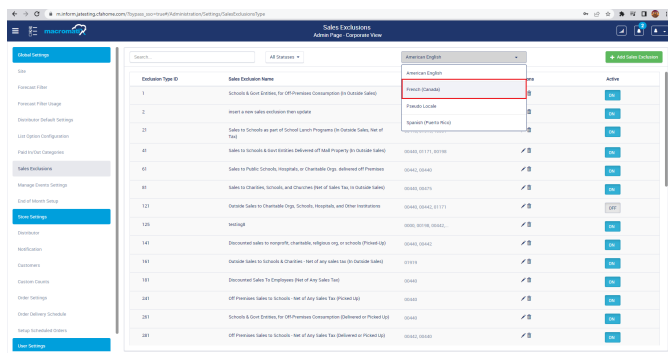 m.inform.jatesting.cfahome.com/?bypass_sso=true#/Administration/Settings/SalesExclusionsType
macromatiX
Sales Exclusions
Admin Page - Corporate View
Global Settings
Site
Forecast Filter
Forecast Filter Usage
Distributor Default Settings
List Option Configuration
Paid In/Out Categories
Sales Exclusions
Manage Events Settings
End of Month Setup
Store Settings
Distributor
Notification
Customers
Custom Counts
Order Settings
Order Delivery Schedule
Setup Scheduled Orders
User Settings
Search...
All Statuses
American English
+ Add Sales Exclusion
American English
French (Canada)
Pseudo Locale
Spanish (Puerto Rico)
Exclusion Type ID Sales Exclusion Name ons Active
1 Schools & Govt Entities, for Off-Premises Consumption (In Outside Sales) ON
2 Insert a new sales exclusion then update ON
21 Sales to Schools as part of School Lunch Programs (In Outside Sales, Net of Tax) ON
41 Sales to Schools & Govt Entities Delivered off Mall Property (In Outside Sales) 00440, 01111, 00198 ON
61 Sales to Public Schools, Hospitals, or Charitable Orgs. delivered off Premises 00442, 00440 ON
81 Sales to Charities, Schools, and Churches (Net of Sales Tax, In Outside Sales) 00440, 00475 ON
121 Outside Sales to Charitable Orgs, Schools, Hospitals, and Other Institutions 00440, 00442, 01171 OFF
125 testing8 0000, 00198, 00442, ON
141 Discounted sales to nonprofit, charitable, religious org, or schools (Picked-Up) 00440, 00442 ON
161 Outside Sales to Schools & Charities - Net of any sales tax (In Outside Sales) 01919 ON
181 Discounted Sales To Employees (Net of Any Sales Tax) 00440 ON
241 Off Premises Sales to Schools - Net of Any Sales Tax (Picked Up) 00440 ON
261 Schools & Govt Entities, for Off-Premises Consumption (Delivered or Picked Up) 00440 ON
281 Off Premises Sales to Schools - Net of Any Sales Tax (Delivered or Picked Up) 00442, 00440 ON